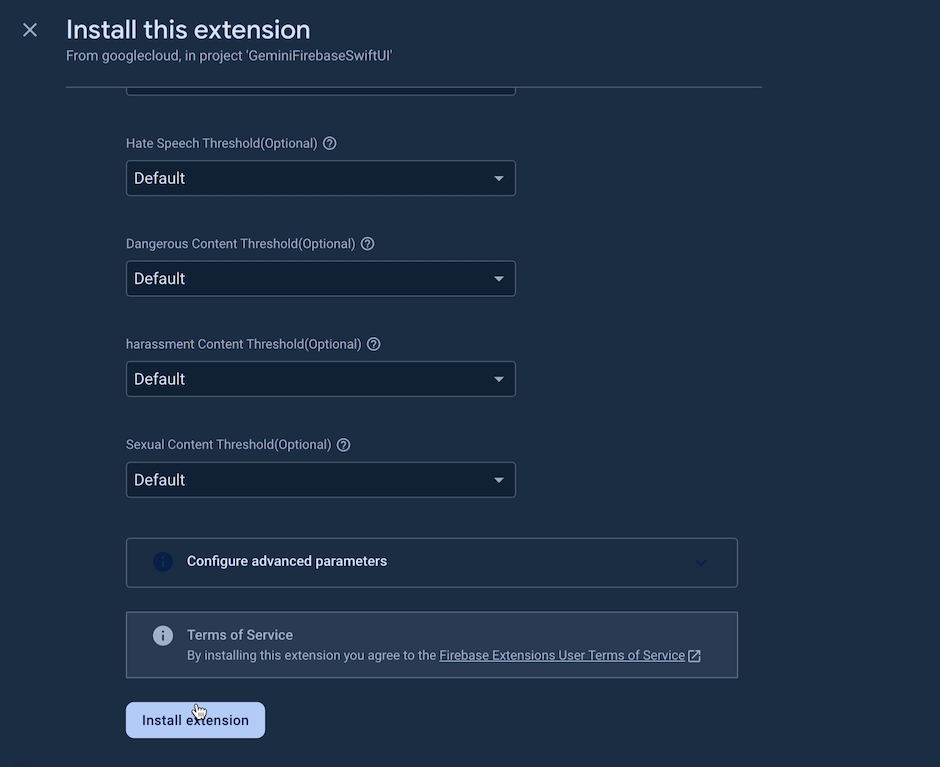 Install this extension
From googlecloud, in project 'GeminiFirebaseSwiftUI'
Hate Speech Threshold(Optional)
Default
Dangerous Content Threshold(Optional)
Default
harassment Content Threshold(Optional)
Default
Sexual Content Threshold(Optional)
Default
Configure advanced parameters
Terms of Service
By installing this extension you agree to the Firebase Extensions User Terms of Service
Install extension